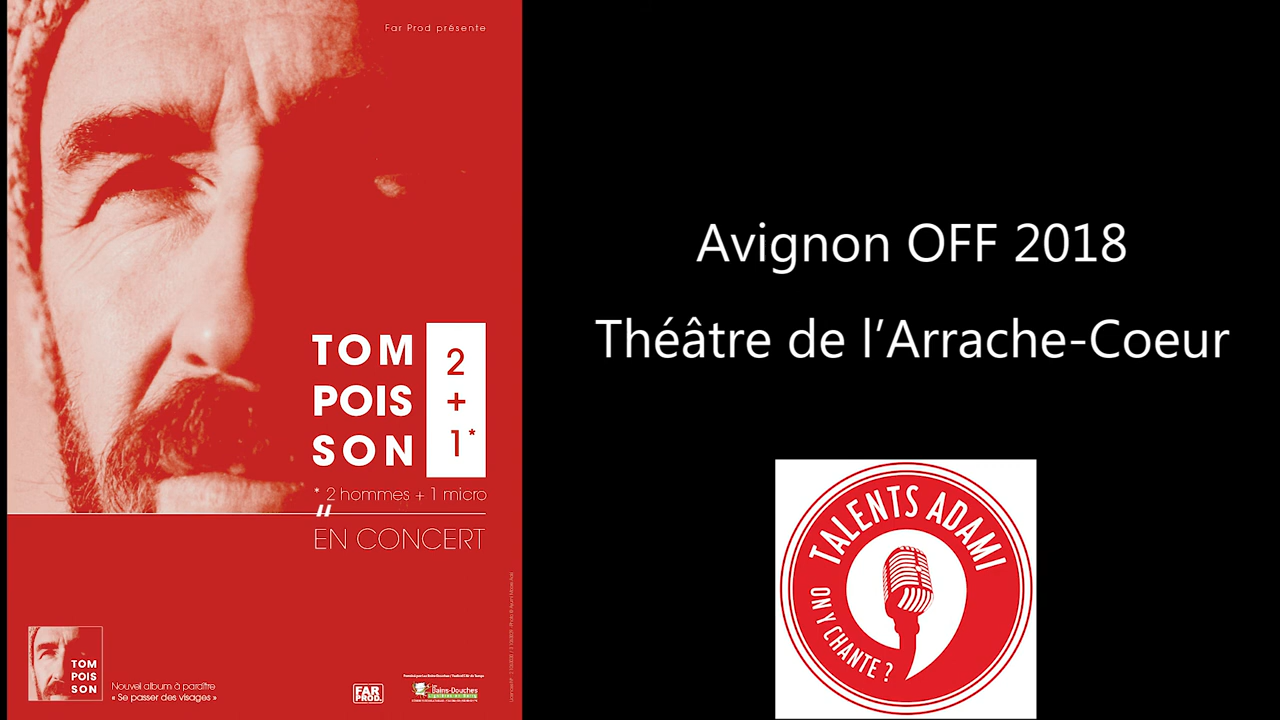 Far Prod présente
TOM
POIS
SON
2
+
1*
* 2 hommes + 1 micro
EN CONCERT
TOM
POIS
SON
Nouvel album à paraître
« Se passer des visages »
FAR
PROD.
Bains-Douches
Avignon OFF 2018
Théâtre de l’Arrache-Coeur
TALENTS ADAMI
ON Y CHANTE ?